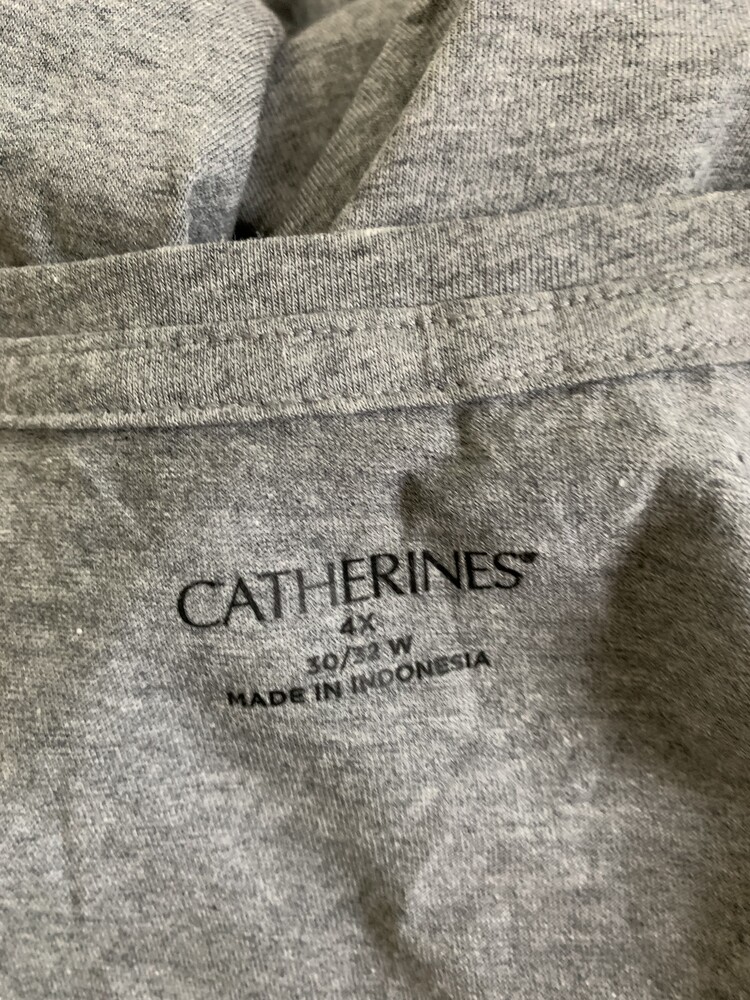 CATHERINES®
4X
30/32 W
MADE IN INDONESIA